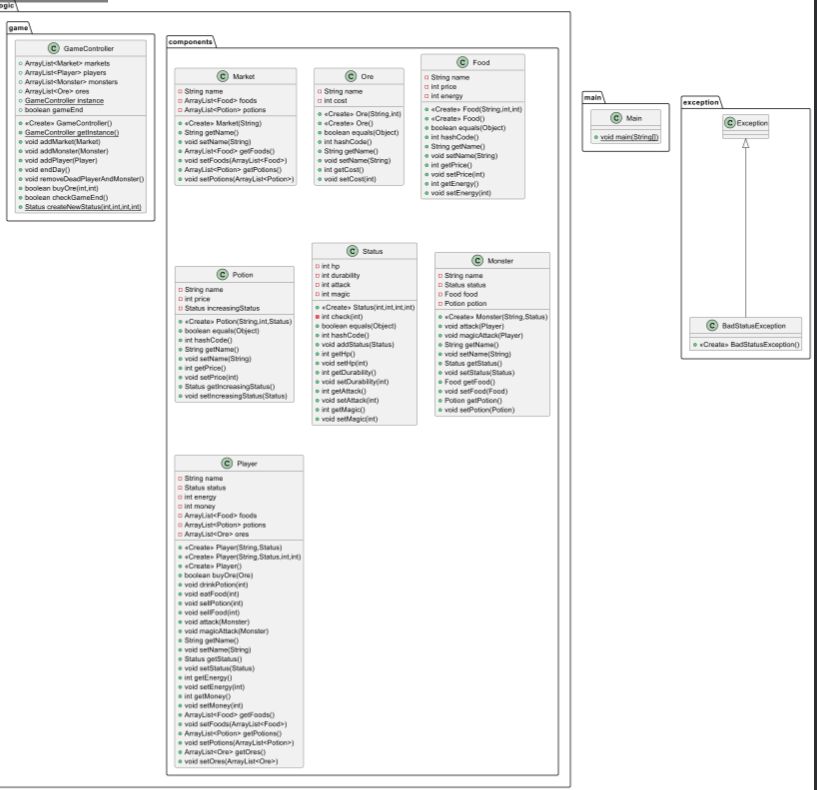 ogic
game
C GameController
ArrayList<Market> markets
ArrayList<Player> players
ArrayList<Monster> monsters
ArrayList<Ore> ores
GameController instance
boolean gameEnd
«Create» GameController()
GameController getInstance()
void addMarket(Market)
void addMonster(Monster)
void addPlayer(Player)
void endDay()
void removeDeadPlayerAndMonster()
boolean buyOre(int,int)
boolean checkGameEnd()
Status createNewStatus(int,int,int,int)
components
C Market
String name
ArrayList<Food> foods
ArrayList<Potion> potions
«Create» Market(String)
String getName()
void setName(String)
ArrayList<Food> getFoods()
void setFoods(ArrayList<Food>)
ArrayList<Potion> getPotions()
void setPotions(ArrayList<Potion>)
C Ore
String name
int cost
«Create» Ore(String,int)
«Create» Ore()
boolean equals(Object)
int hashCode()
String getName()
void setName(String)
int getCost()
void setCost(int)
C Food
String name
int price
int energy
«Create» Food(String,int,int)
«Create» Food()
boolean equals(Object)
int hashCode()
String getName()
void setName(String)
int getPrice()
void setPrice(int)
int getEnergy()
void setEnergy(int)
C Potion
String name
int price
Status increasingStatus
«Create» Potion(String,int,Status)
boolean equals(Object)
int hashCode()
String getName()
void setName(String)
int getPrice()
void setPrice(int)
Status getIncreasingStatus()
void setIncreasingStatus(Status)
C Status
int hp
int durability
int attack
int magic
«Create» Status(int,int,int,int)
int check(int)
boolean equals(Object)
int hashCode()
void addStatus(Status)
int getHp()
void setHp(int)
int getDurability()
void setDurability(int)
int getAttack()
void setAttack(int)
int getMagic()
void setMagic(int)
C Monster
String name
Status status
Food food
Potion potion
«Create» Monster(String,Status)
void attack(Player)
void magicAttack(Player)
String getName()
void setName(String)
Status getStatus()
void setStatus(Status)
Food getFood()
void setFood(Food)
Potion getPotion()
void setPotion(Potion)
C Player
String name
Status status
int energy
int money
ArrayList<Food> foods
ArrayList<Potion> potions
ArrayList<Ore> ores
«Create» Player(String,Status)
«Create» Player(String,Status,int,int)
«Create» Player()
boolean buyOre(Ore)
void drinkPotion(int)
void eatFood(int)
void sellPotion(int)
void sellFood(int)
void attack(Monster)
void magicAttack(Monster)
String getName()
void setName(String)
Status getStatus()
void setStatus(Status)
int getEnergy()
void setEnergy(int)
int getMoney()
void setMoney(int)
ArrayList<Food> getFoods()
void setFoods(ArrayList<Food>)
ArrayList<Potion> getPotions()
void setPotions(ArrayList<Potion>)
ArrayList<Ore> getOres()
void setOres(ArrayList<Ore>)
main
C Main
void main(String[])
exception
C Exception
C BadStatusException
«Create» BadStatusException()